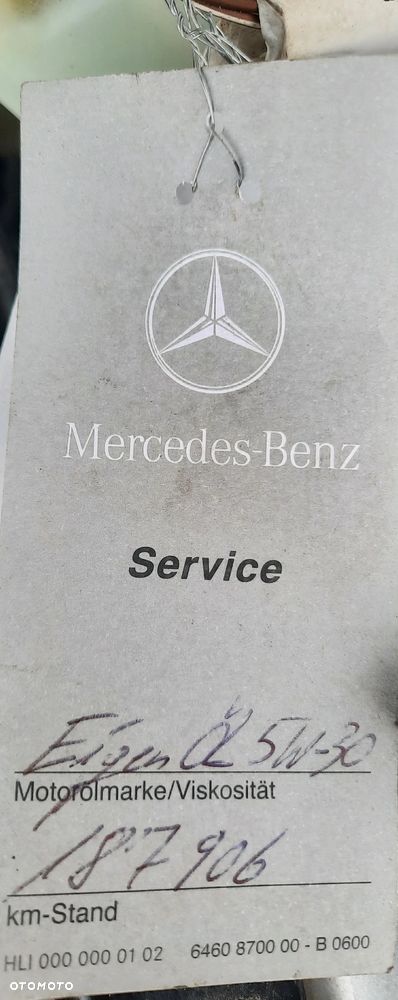 Mercedes-Benz
Service
Eigen Öl 5W-30
Motorölmarke/Viskosität
187906
km-Stand
HLI 000 000 01 02 6460 8700 00 - B 0600
OTOMOTO